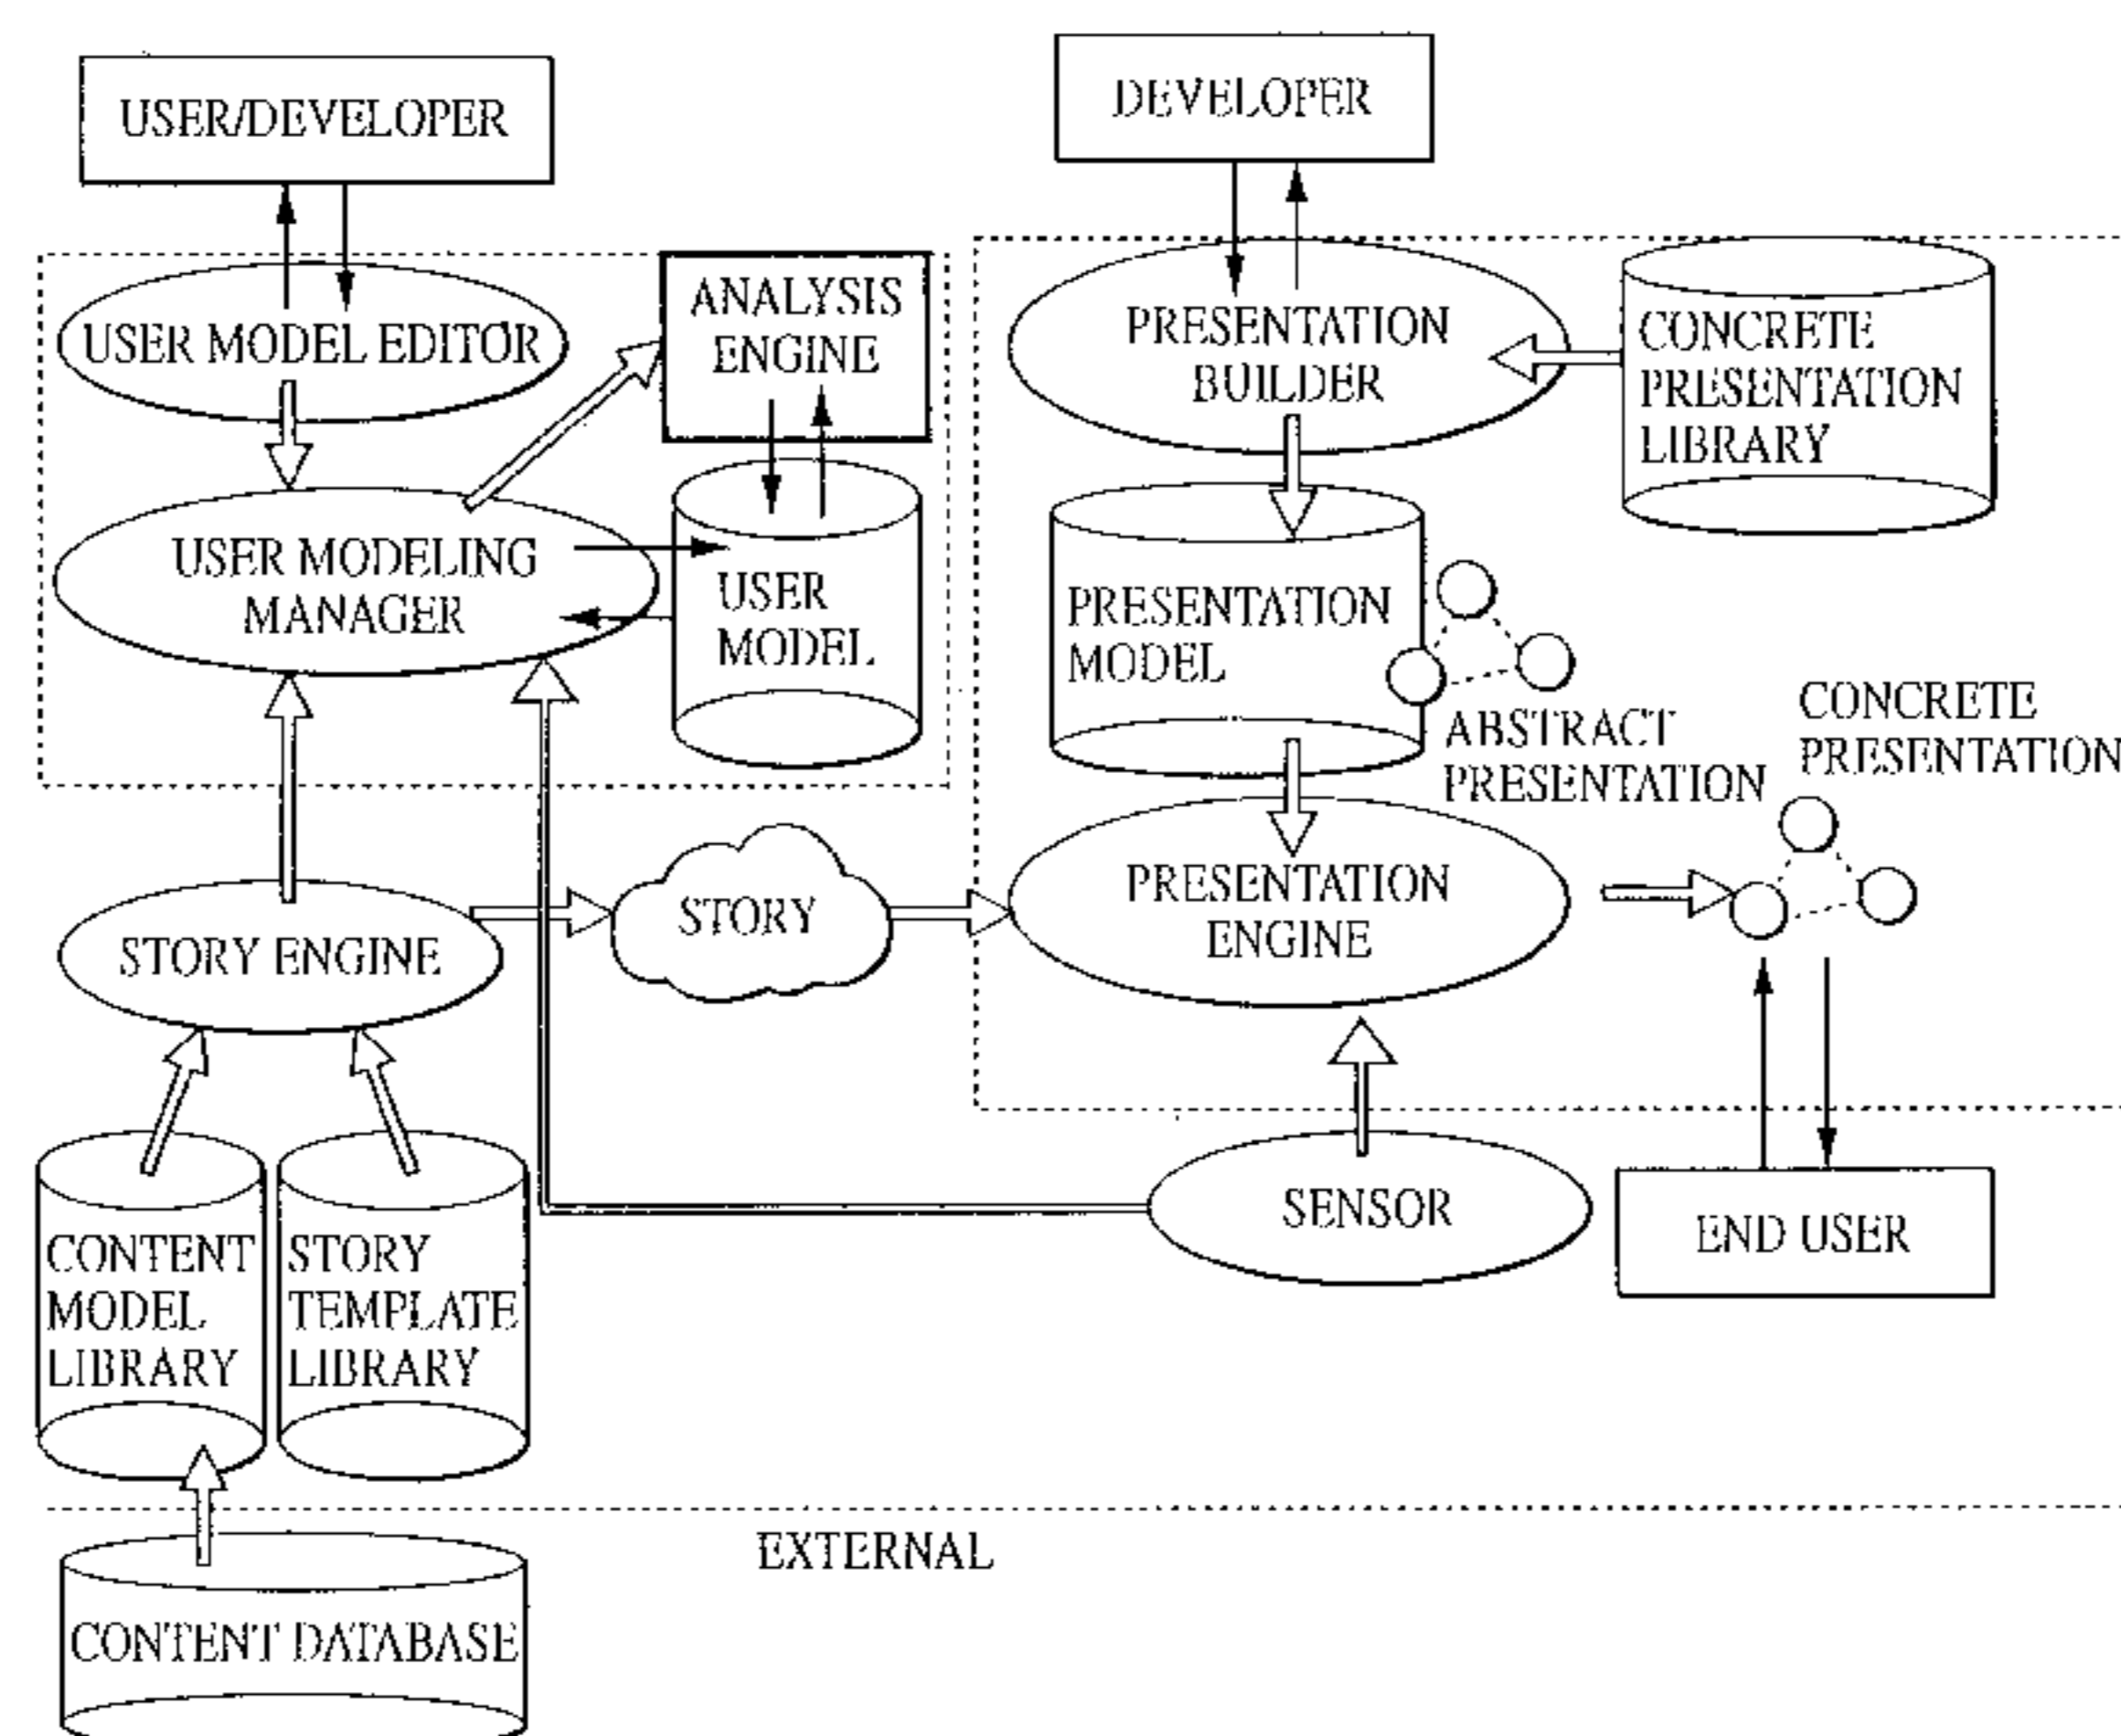 USER/DEVELOPER
DEVELOPER
USER MODEL EDITOR
ANALYSIS
ENGINE
PRESENTATION
BUILDER
CONCRETE
PRESENTATION
LIBRARY
USER MODELING
MANAGER
USER
MODEL
PRESENTATION
MODEL
ABSTRACT
PRESENTATION
CONCRETE
PRESENTATION
STORY ENGINE
STORY
PRESENTATION
ENGINE
CONTENT
MODEL
LIBRARY
STORY
TEMPLATE
LIBRARY
SENSOR
END USER
EXTERNAL
CONTENT DATABASE